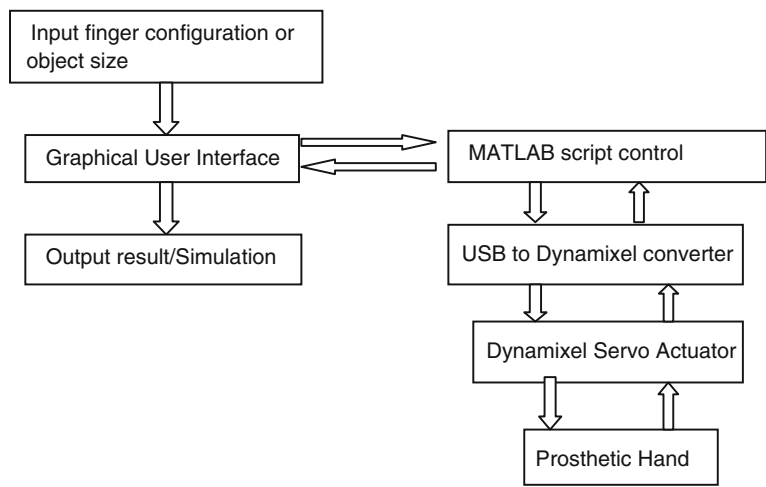 Input finger configuration or
object size
Graphical User Interface
MATLAB script control
Output result/Simulation
USB to Dynamixel converter
Dynamixel Servo Actuator
Prosthetic Hand